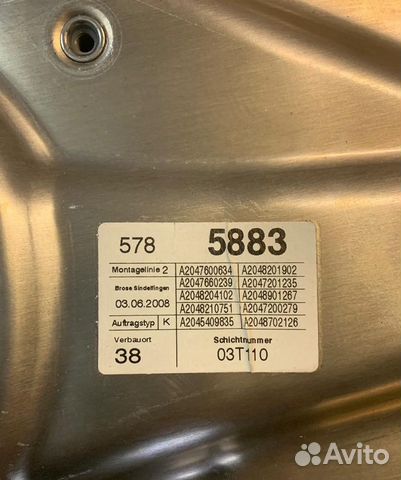 578 5883
Montagelinie 2 A2047600634 A2048201902
Brose Sindelfingen A2047660239 A2047201235
03.06.2008 A2048204102 A2048901267
A2048210751 A2047200279
Auftragstyp K A2045409835 A2048702126
Verbauort Schichtnummer
38 03T110
Avito